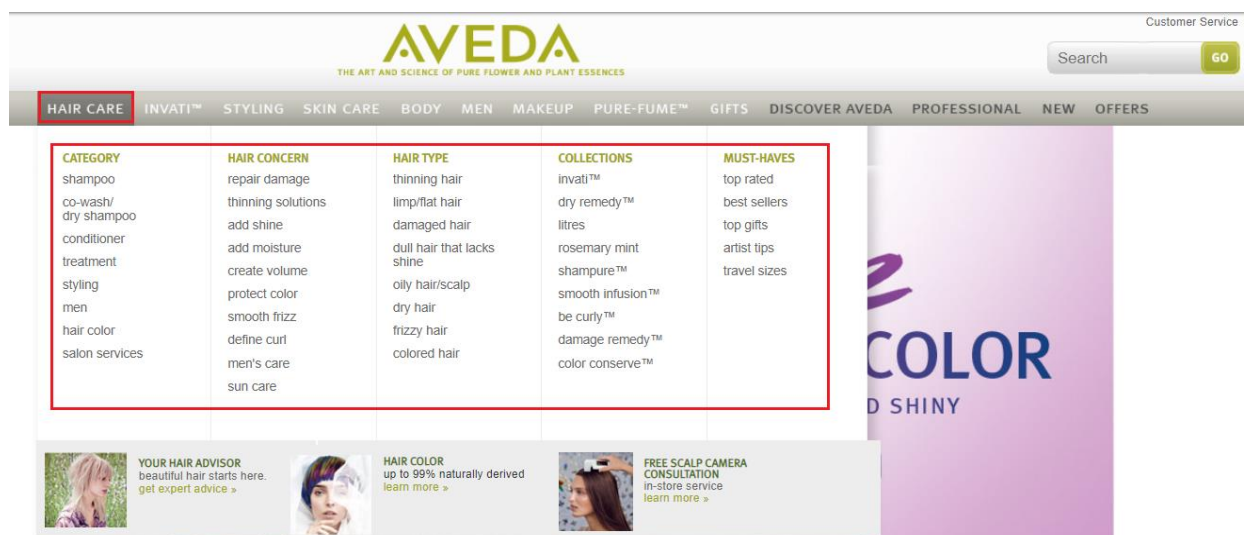 Customer Service
AVEDA
THE ART AND SCIENCE OF PURE FLOWER AND PLANT ESSENCES
Search
GO
HAIR CARE INVATI™ STYLING SKIN CARE BODY MEN MAKEUP PURE-FUME™ GIFTS DISCOVER AVEDA PROFESSIONAL NEW OFFERS
CATEGORY
shampoo
co-wash/
dry shampoo
conditioner
treatment
styling
men
hair color
salon services
HAIR CONCERN
repair damage
thinning solutions
add shine
add moisture
create volume
protect color
smooth frizz
define curl
men's care
sun care
HAIR TYPE
thinning hair
limp/flat hair
damaged hair
dull hair that lacks
shine
oily hair/scalp
dry hair
frizzy hair
colored hair
COLLECTIONS
invati™
dry remedy™
litres
rosemary mint
shampure™
smooth infusion™
be curly™
damage remedy™
color conserve™
MUST-HAVES
top rated
best sellers
top gifts
artist tips
travel sizes
COLOR
D SHINY
YOUR HAIR ADVISOR
beautiful hair starts here.
get expert advice »
HAIR COLOR
up to 99% naturally derived
learn more »
FREE SCALP CAMERA
CONSULTATION
in-store service
learn more »